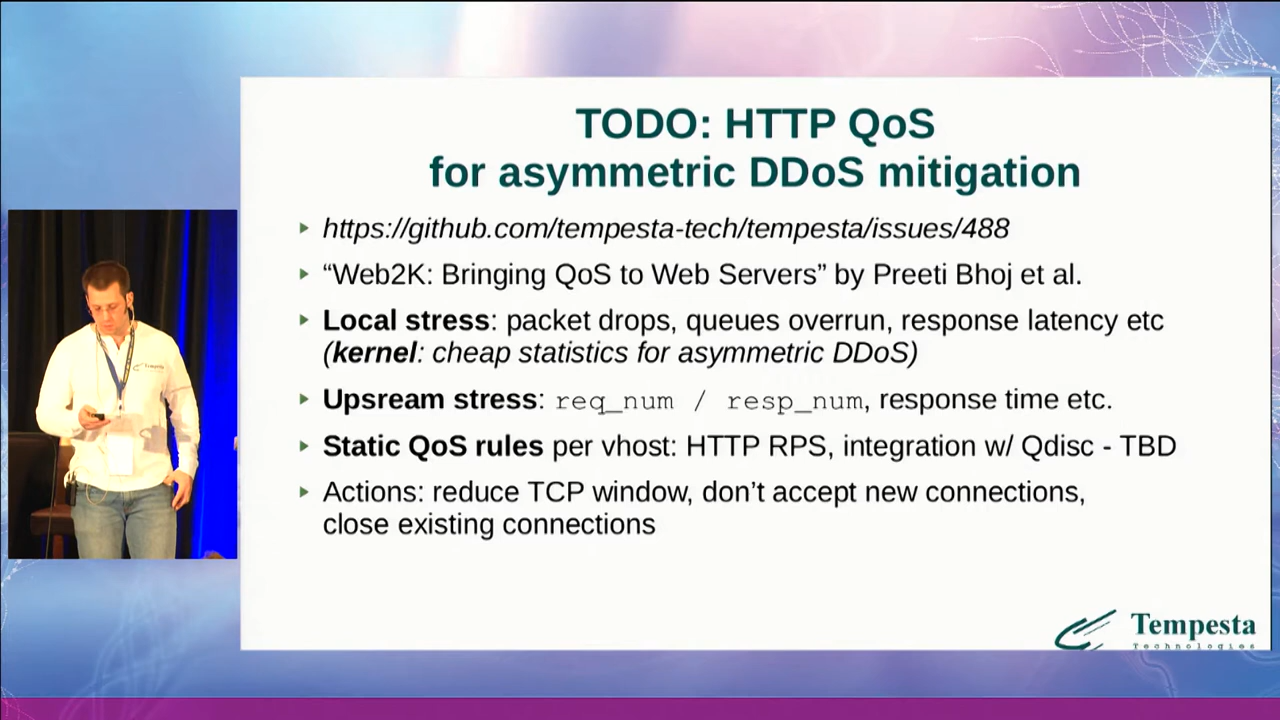 TODO: HTTP QoS
for asymmetric DDoS mitigation
https://github.com/tempesta-tech/tempesta/issues/488
“Web2K: Bringing QoS to Web Servers” by Preeti Bhoj et al.
Local stress: packet drops, queues overrun, response latency etc
(kernel: cheap statistics for asymmetric DDoS)
Upsream stress: req_num / resp_num, response time etc.
Static QoS rules per vhost: HTTP RPS, integration w/ Qdisc - TBD
Actions: reduce TCP window, don’t accept new connections,
close existing connections
Tempesta
Technologies